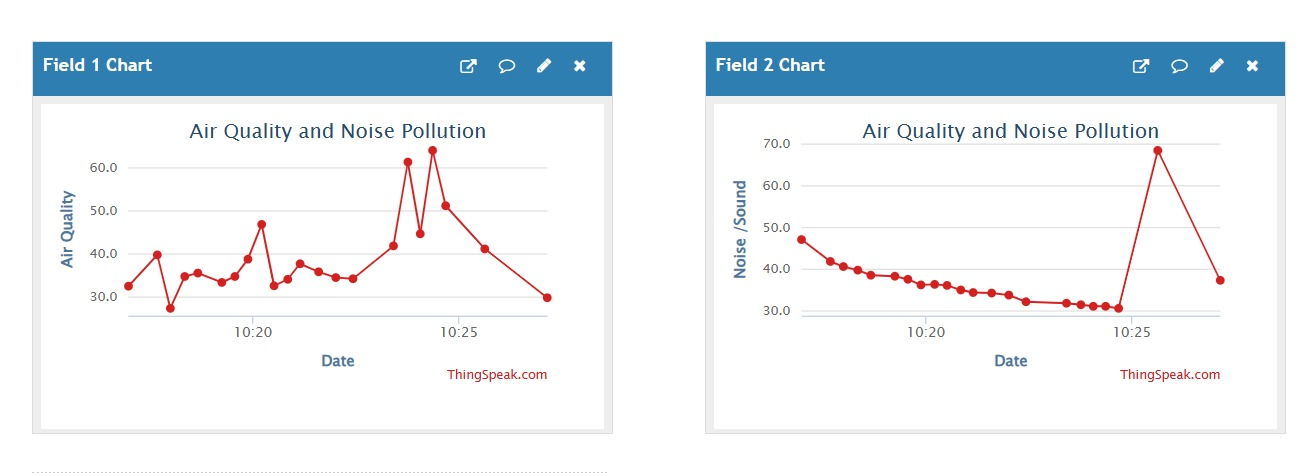 Field 1 Chart
Air Quality and Noise Pollution
Air Quality
60.0
50.0
40.0
30.0
10:20 10:25
Date
ThingSpeak.com
Field 2 Chart
Air Quality and Noise Pollution
Noise /Sound
70.0
60.0
50.0
40.0
30.0
10:20 10:25
Date
ThingSpeak.com